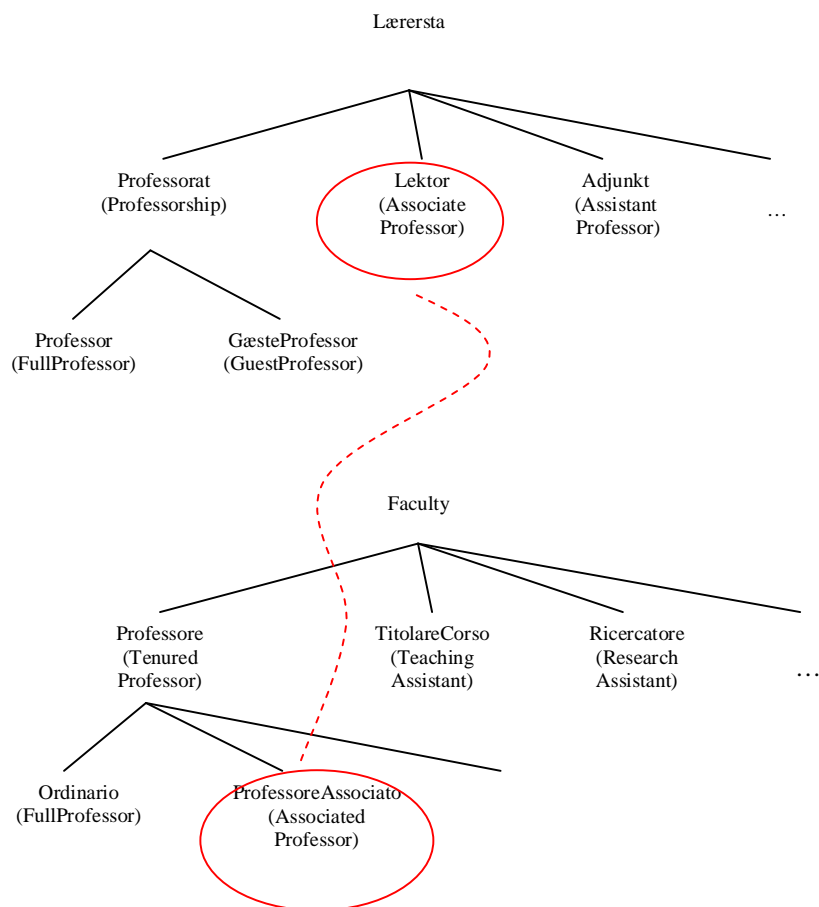 Lærersta
Professorat
(Professorship)
Lektor
(Associate
Professor)
Adjunkt
(Assistant
Professor)
...
Professor
(FullProfessor)
GæsteProfessor
(GuestProfessor)
Faculty
Professore
(Tenured
Professor)
TitolareCorso
(Teaching
Assistant)
Ricercatore
(Research
Assistant)
...
Ordinario
(FullProfessor)
ProfessoreAssociato
(Associated
Professor)